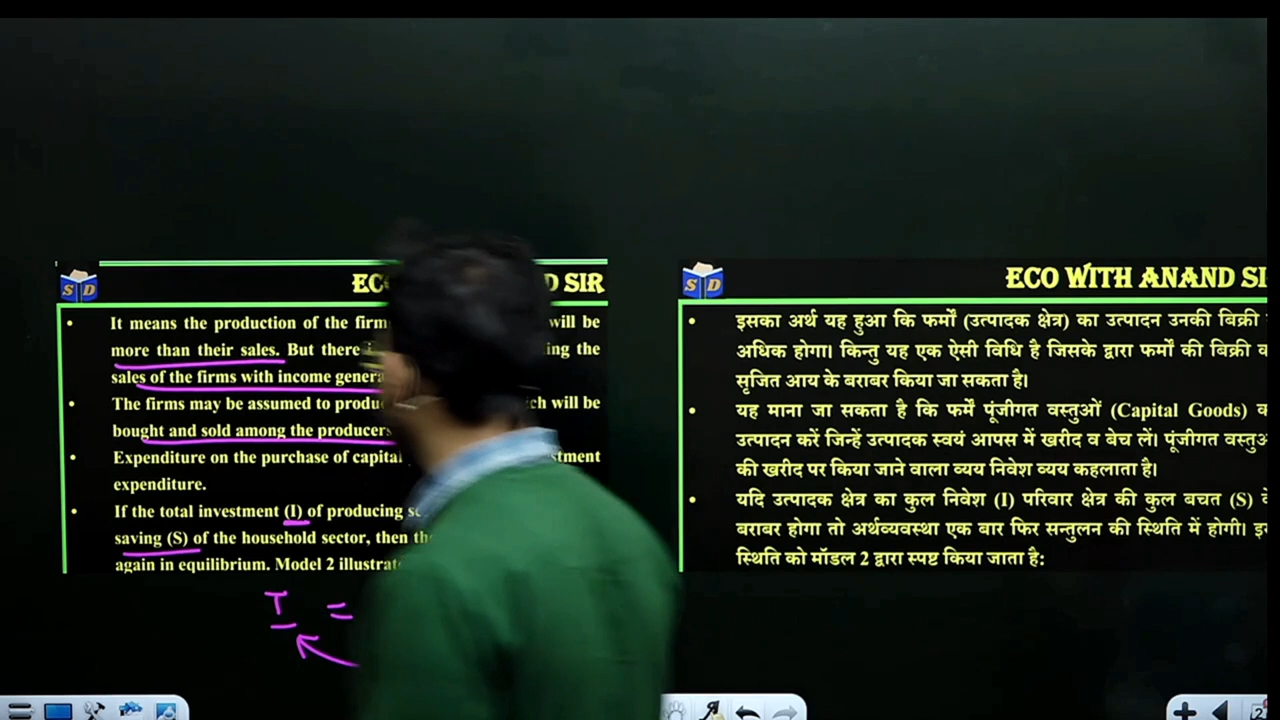 S D
ECO
D SIR
It means the production of the firm
will be
more than their sales. But there
ing the
sales of the firms with income genera
The firms may be assumed to produ
ch will be
bought and sold among the producers
Expenditure on the purchase of capital
stment
expenditure.
If the total investment (I) of producing se
saving (S) of the household sector, then the
again in equilibrium. Model 2 illustrat
I =
S D
ECO WITH ANAND SI
इसका अर्थ यह हुआ कि फर्मों (उत्पादक क्षेत्र) का उत्पादन उनकी बिक्री
अधिक होगा। किन्तु यह एक ऐसी विधि है जिसके द्वारा फर्मों की बिक्री
सृजित आय के बराबर किया जा सकता है।
यह माना जा सकता है कि फर्में पूंजीगत वस्तुओं (Capital Goods)
उत्पादन करें जिन्हें उत्पादक स्वयं आपस में खरीद व बेच लें। पूंजीगत
की खरीद पर किया जाने वाला व्यय निवेश व्यय कहलाता है।
यदि उत्पादक क्षेत्र का कुल निवेश (I) परिवार क्षेत्र की कुल बचत (S)
बराबर होगा तो अर्थव्यवस्था एक बार फिर सन्तुलन की स्थिति में होगी।
स्थिति को मॉडल 2 द्वारा स्पष्ट किया जाता है: